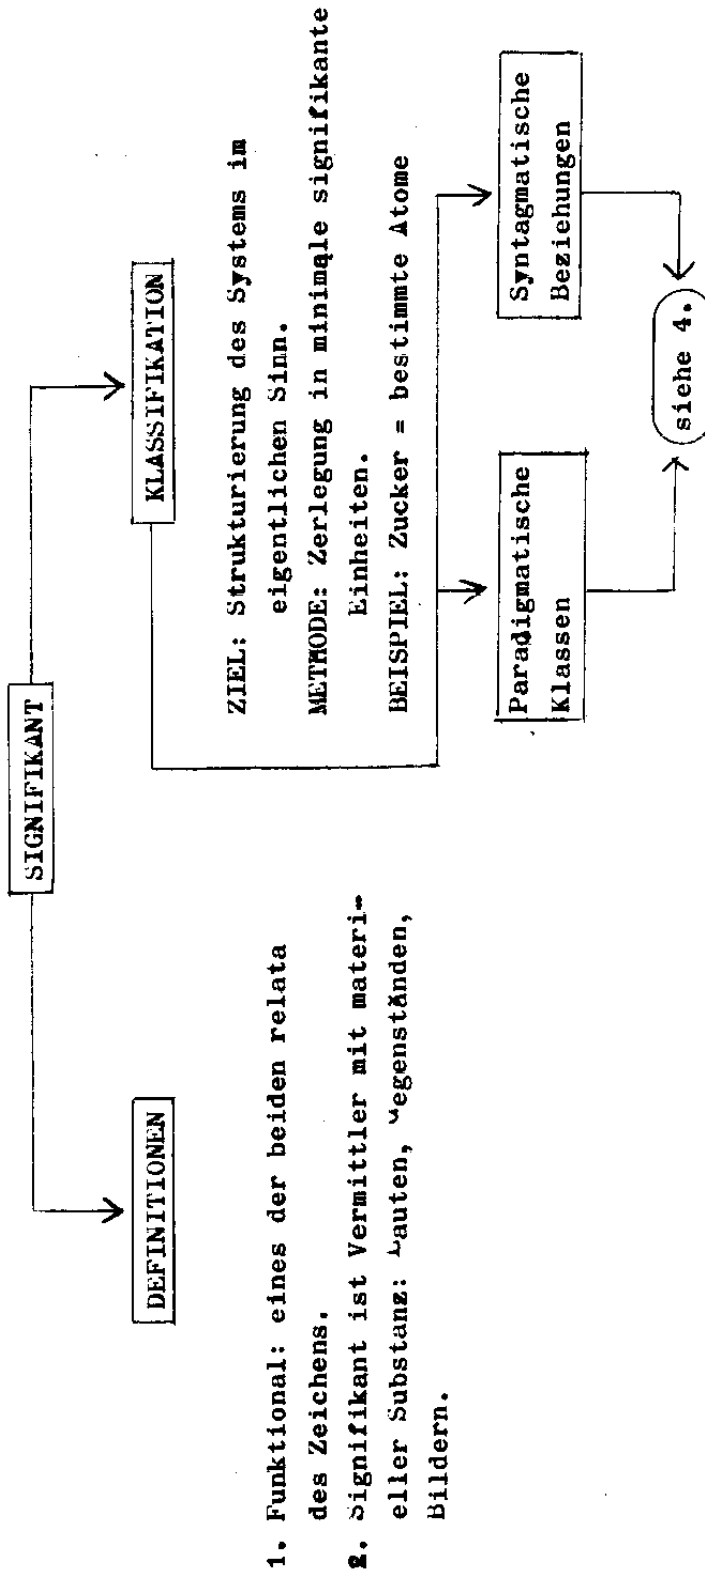 SIGNIFIKANT
DEFINITIONEN
1. Funktional: eines der beiden relata
des Zeichens.
2. Signifikant ist Vermittler mit materi-
eller Substanz: Lauten, Gegenständen,
Bildern.
KLASSIFIKATION
ZIEL: Strukturierung des Systems im
eigentlichen Sinn.
METHODE: Zerlegung in minimale signifikante
Einheiten.
BEISPIEL: Zucker = bestimmte Atome
Paradigmatische
Klassen
Syntagmatische
Beziehungen
siehe 4.